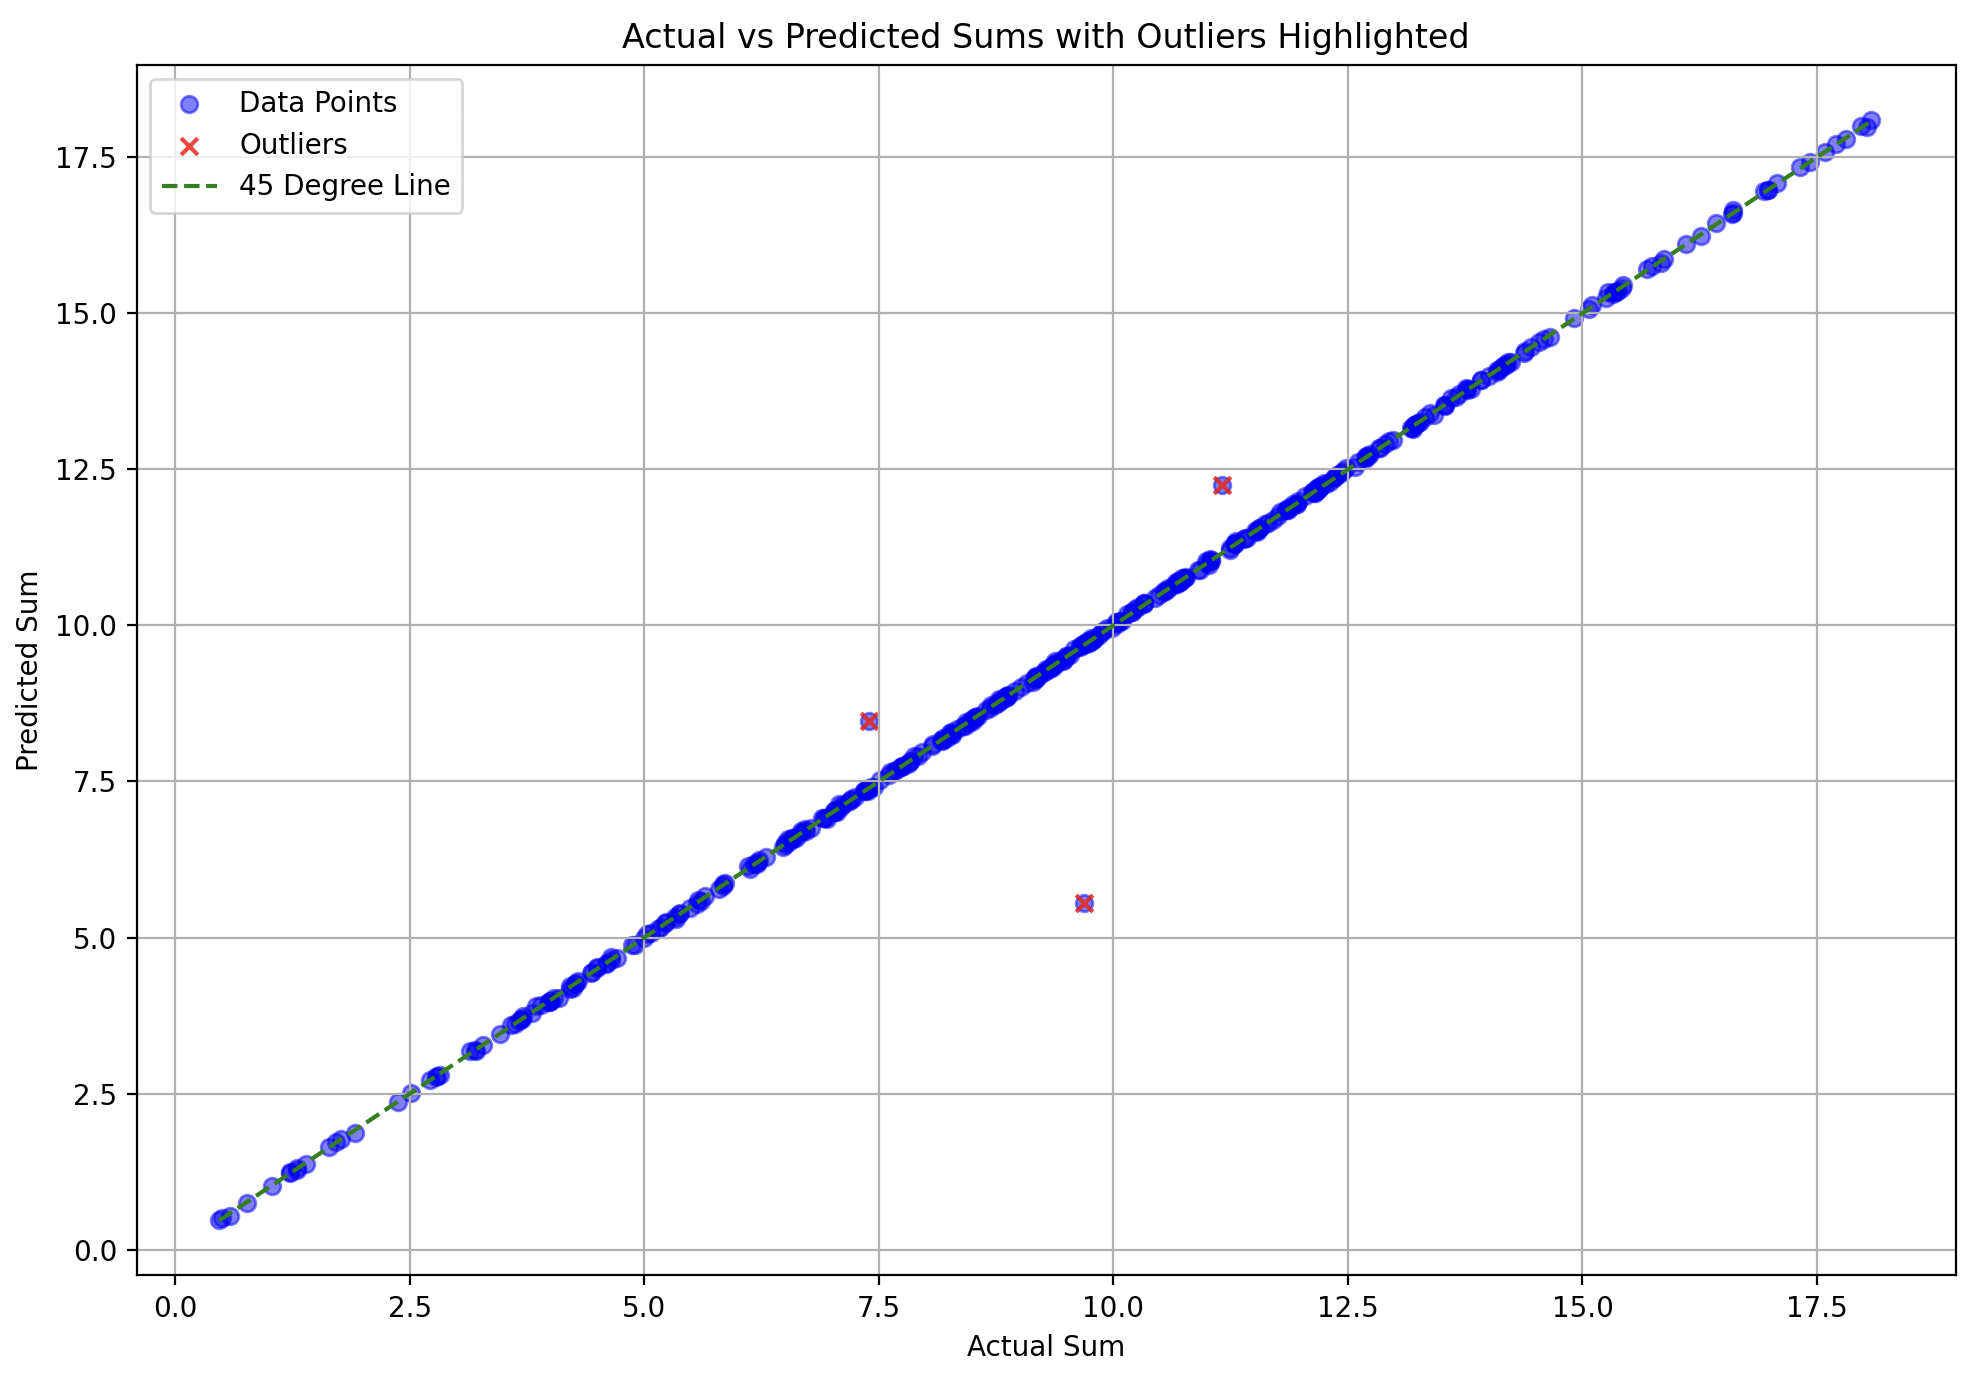 Actual vs Predicted Sums with Outliers Highlighted
Data Points
Outliers
45 Degree Line
Predicted Sum
17.5
15.0
12.5
10.0
7.5
5.0
2.5
0.0
0.0 2.5 5.0 7.5 10.0 12.5 15.0 17.5
Actual Sum